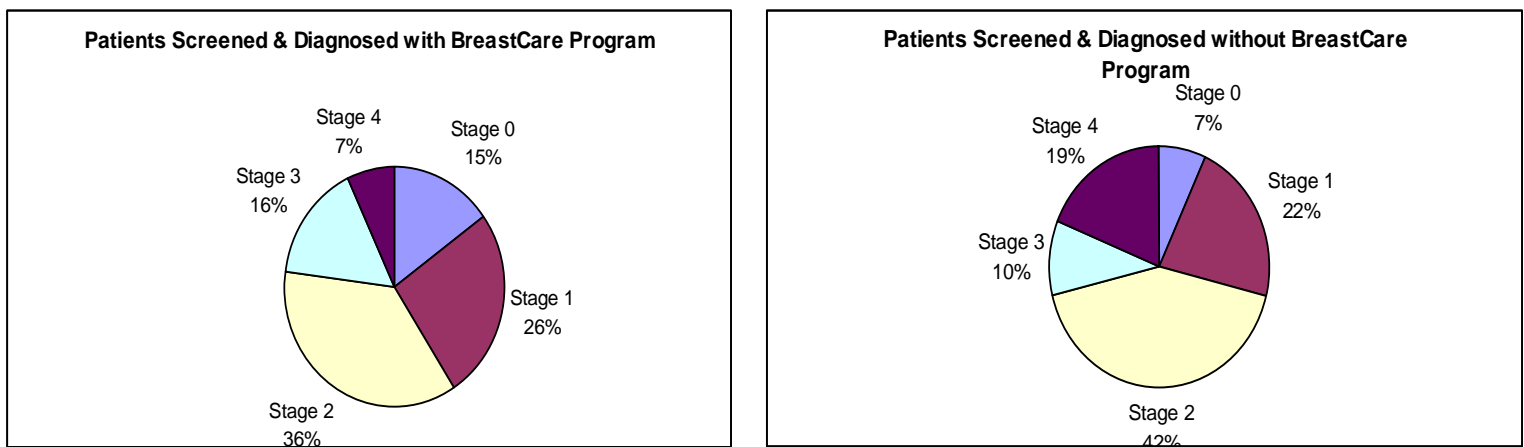 Patients Screened & Diagnosed with BreastCare Program
Stage 4
7%
Stage 0
15%
Stage 3
16%
Stage 1
26%
Stage 2
36%
Patients Screened & Diagnosed without BreastCare
Program
Stage 0
7%
Stage 4
19%
Stage 1
22%
Stage 3
10%
Stage 2
42%